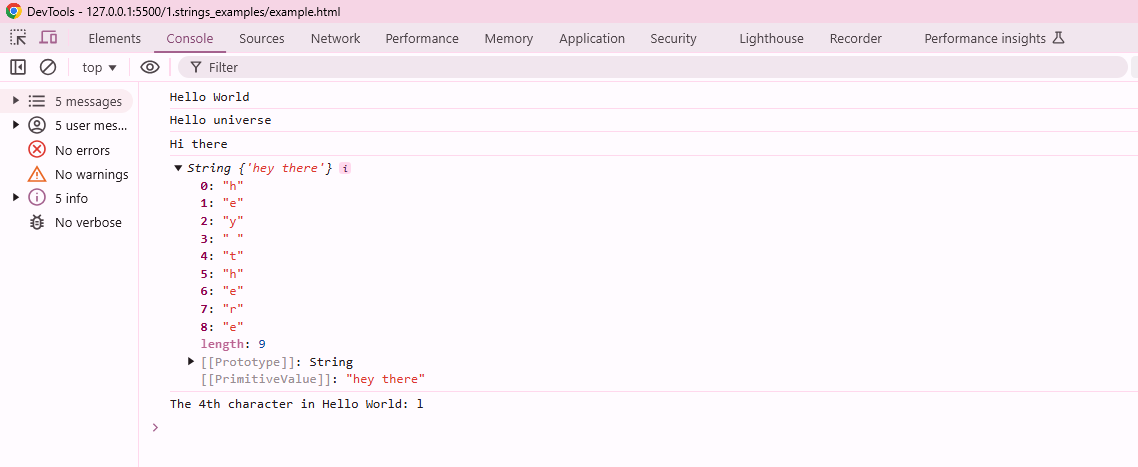 DevTools - 127.0.0.1:5500/1.strings_examples/example.html
Elements Console Sources Network Performance Memory Application Security Lighthouse Recorder Performance insights
top Filter
5 messages
5 user mes...
No errors
No warnings
5 info
No verbose
Hello World
Hello universe
Hi there
String {'hey there'} i
0: "h"
1: "e"
2: "y"
3: " "
4: "t"
5: "h"
6: "e"
7: "r"
8: "e"
length: 9
[[Prototype]]: String
[[PrimitiveValue]]: "hey there"
The 4th character in Hello World: l